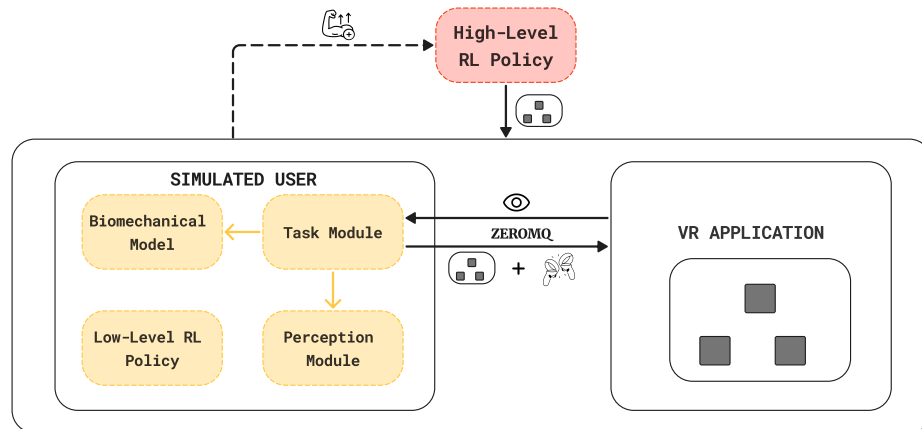 High-Level
RL Policy
SIMULATED USER
Biomechanical
Model
Task Module
Low-Level RL
Policy
Perception
Module
ZEROMQ
+
VR APPLICATION